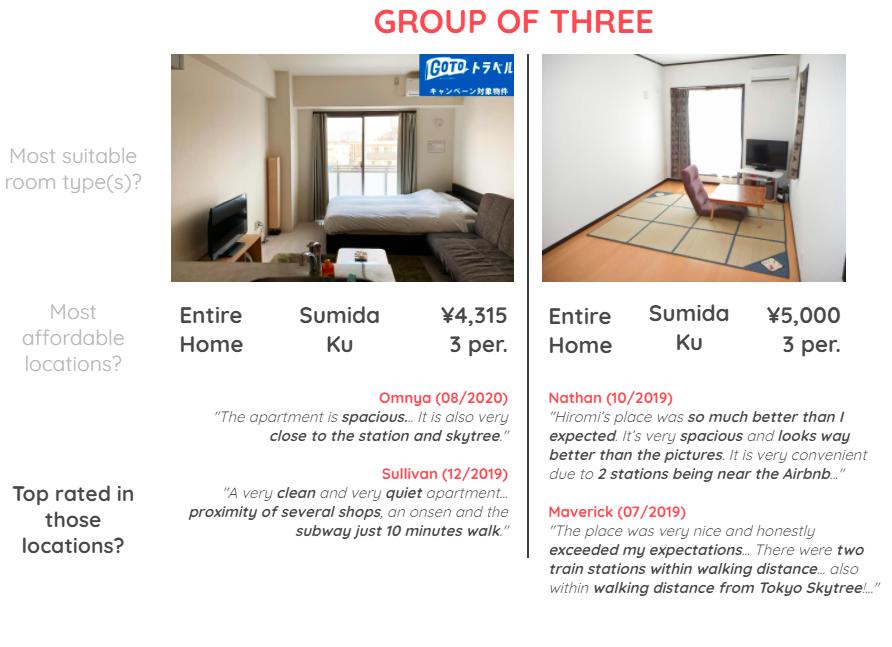 GROUP OF THREE
GOTOトラベル
キャンペーン対象物件
Most suitable
room type(s)?
Most
affordable
locations?
Entire
Home
Sumida
Ku
¥4,315
3 per.
Entire
Home
Sumida
Ku
¥5,000
3 per.
Top rated in
those
locations?
Omnya (08/2020)
"The apartment is spacious... It is also very
close to the station and skytree."
Sullivan (12/2019)
"A very clean and very quiet apartment...
proximity of several shops, an onsen and the
subway just 10 minutes walk."
Nathan (10/2019)
"Hiromi's place was so much better than I
expected. It's very spacious and looks way
better than the pictures. It is very convenient
due to 2 stations being near the Airbnb..."
Maverick (07/2019)
"The place was very nice and honestly
exceeded my expectations... There were two
train stations within walking distance... also
within walking distance from Tokyo Skytree!..."